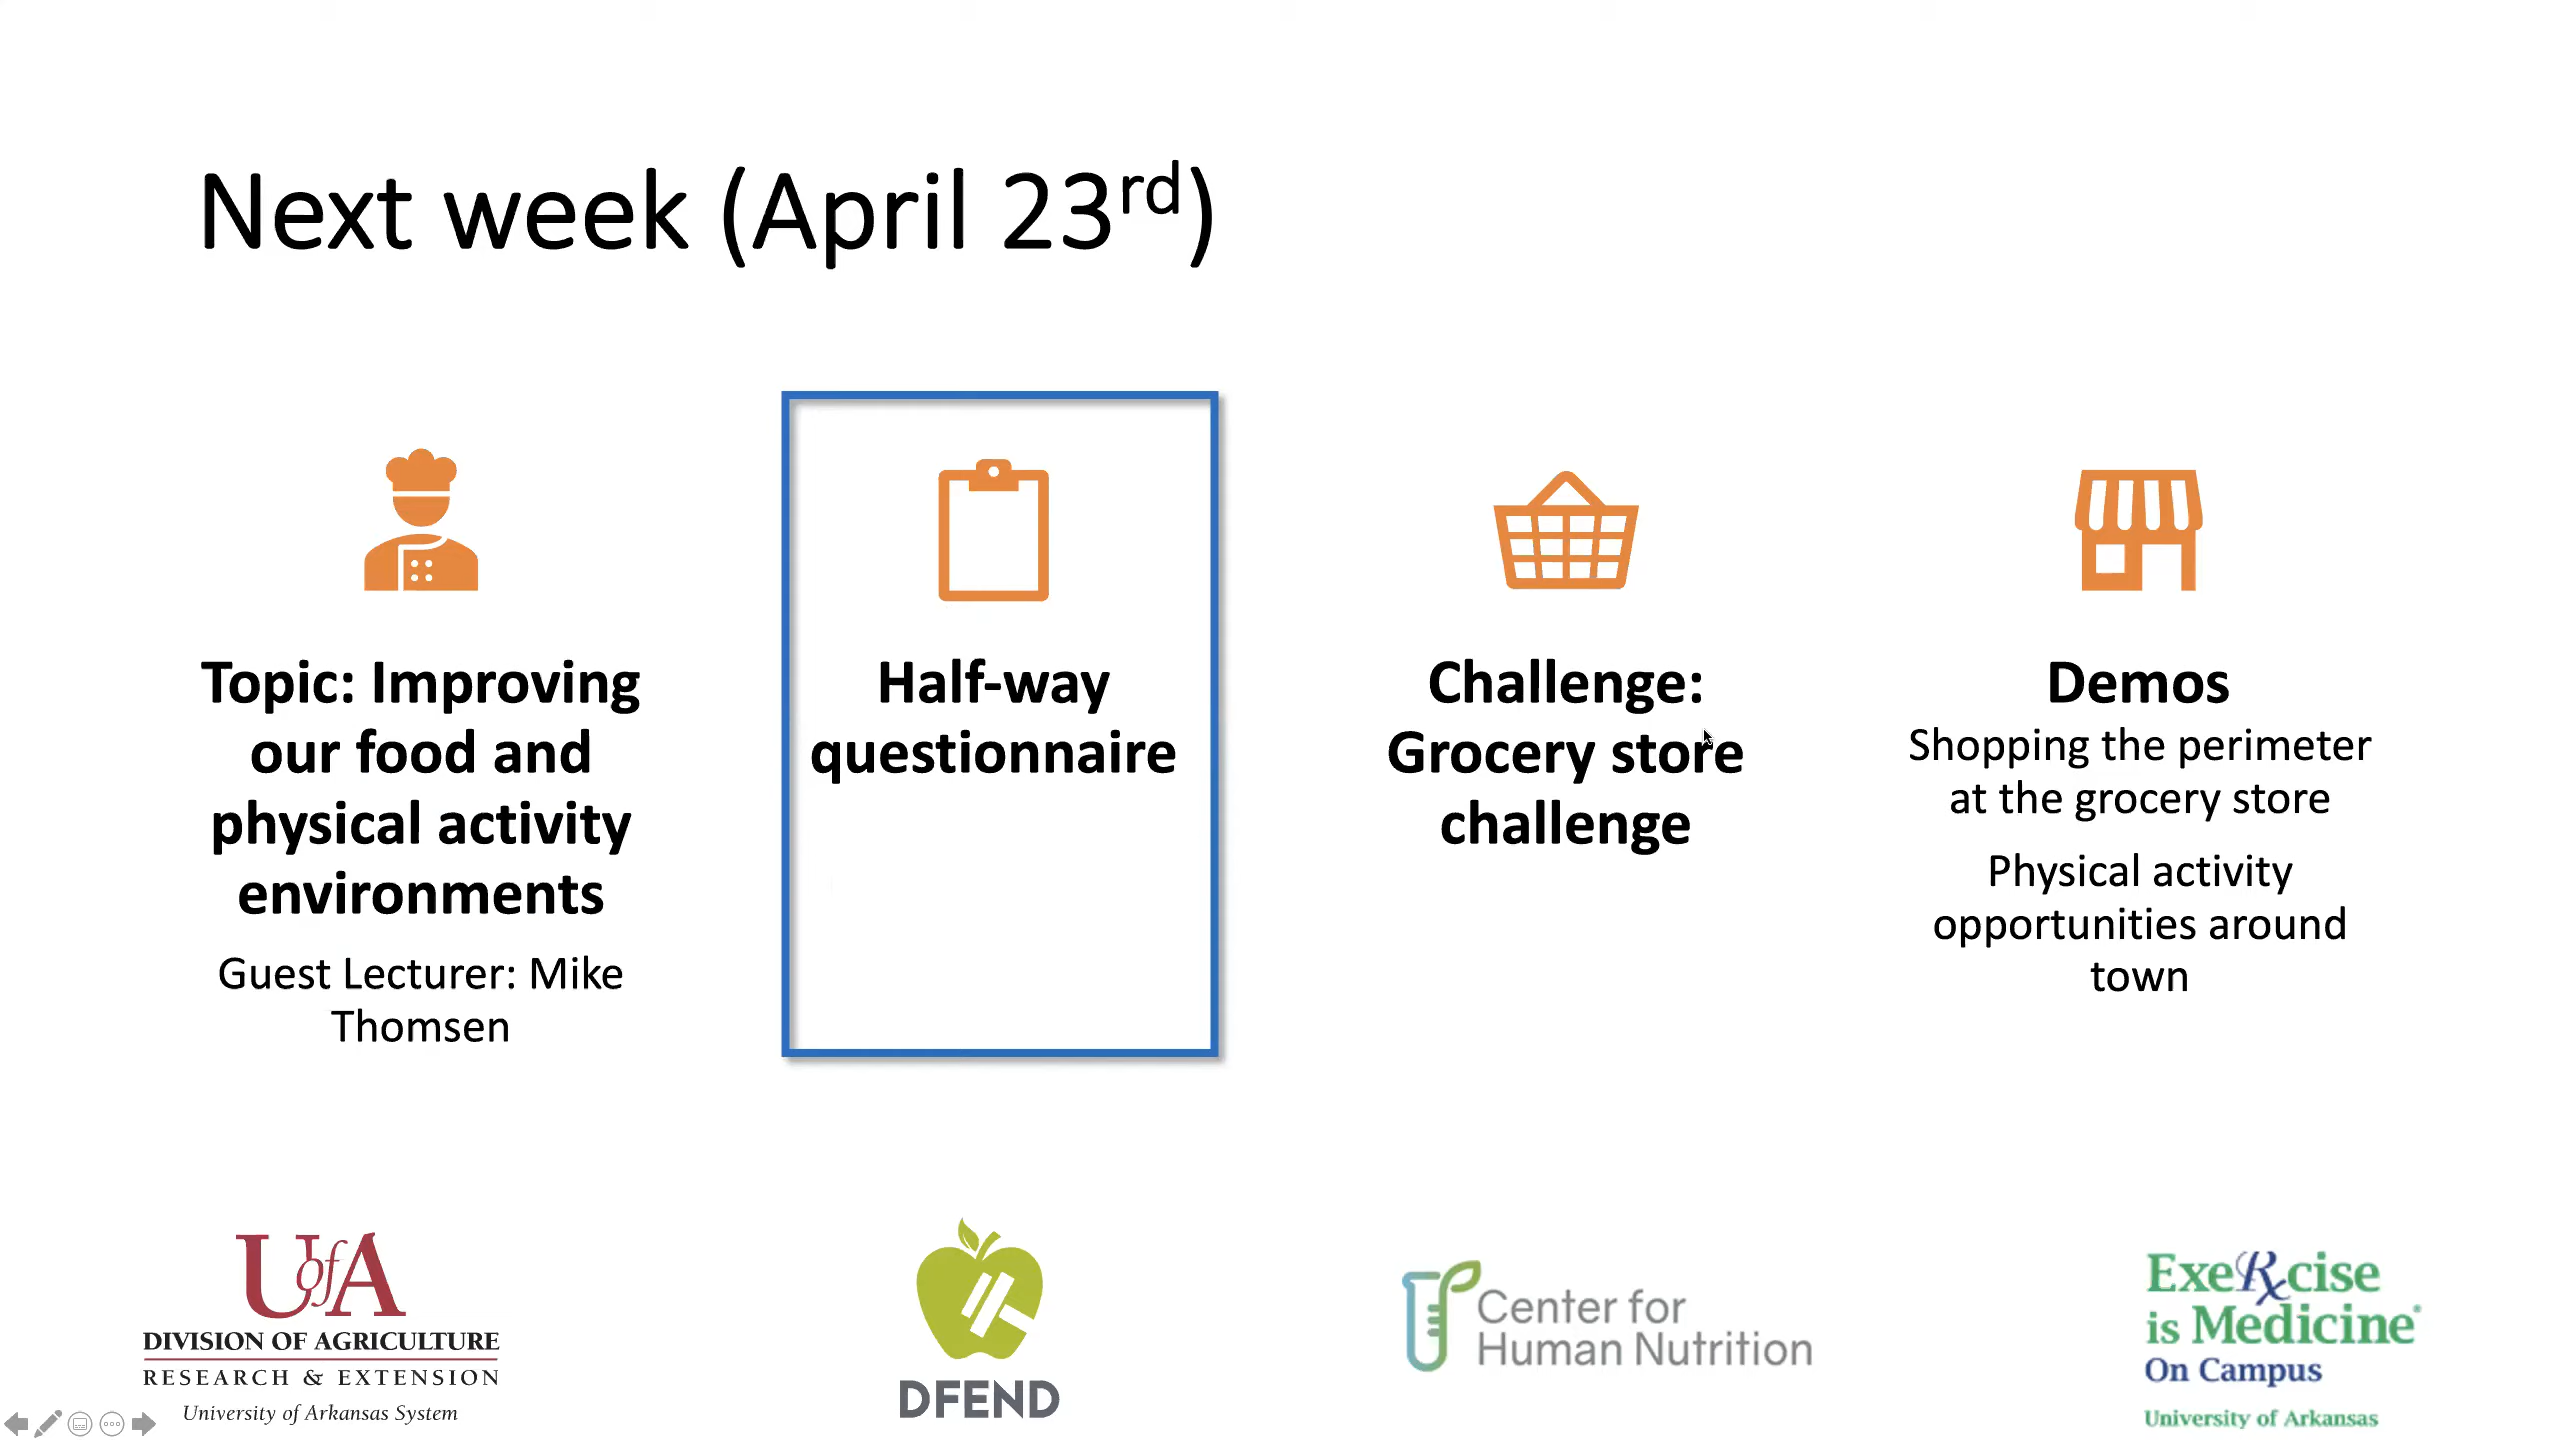 Next week (April 23rd)
Topic: Improving
our food and
physical activity
environments
Guest Lecturer: Mike
Thomsen
Half-way
questionnaire
Challenge:
Grocery store
challenge
Demos
Shopping the perimeter
at the grocery store
Physical activity
opportunities around
town
UofA
DIVISION OF AGRICULTURE
RESEARCH & EXTENSION
University of Arkansas System
DFEND
Center for
Human Nutrition
ExeRxcise
is Medicine®
On Campus
University of Arkansas